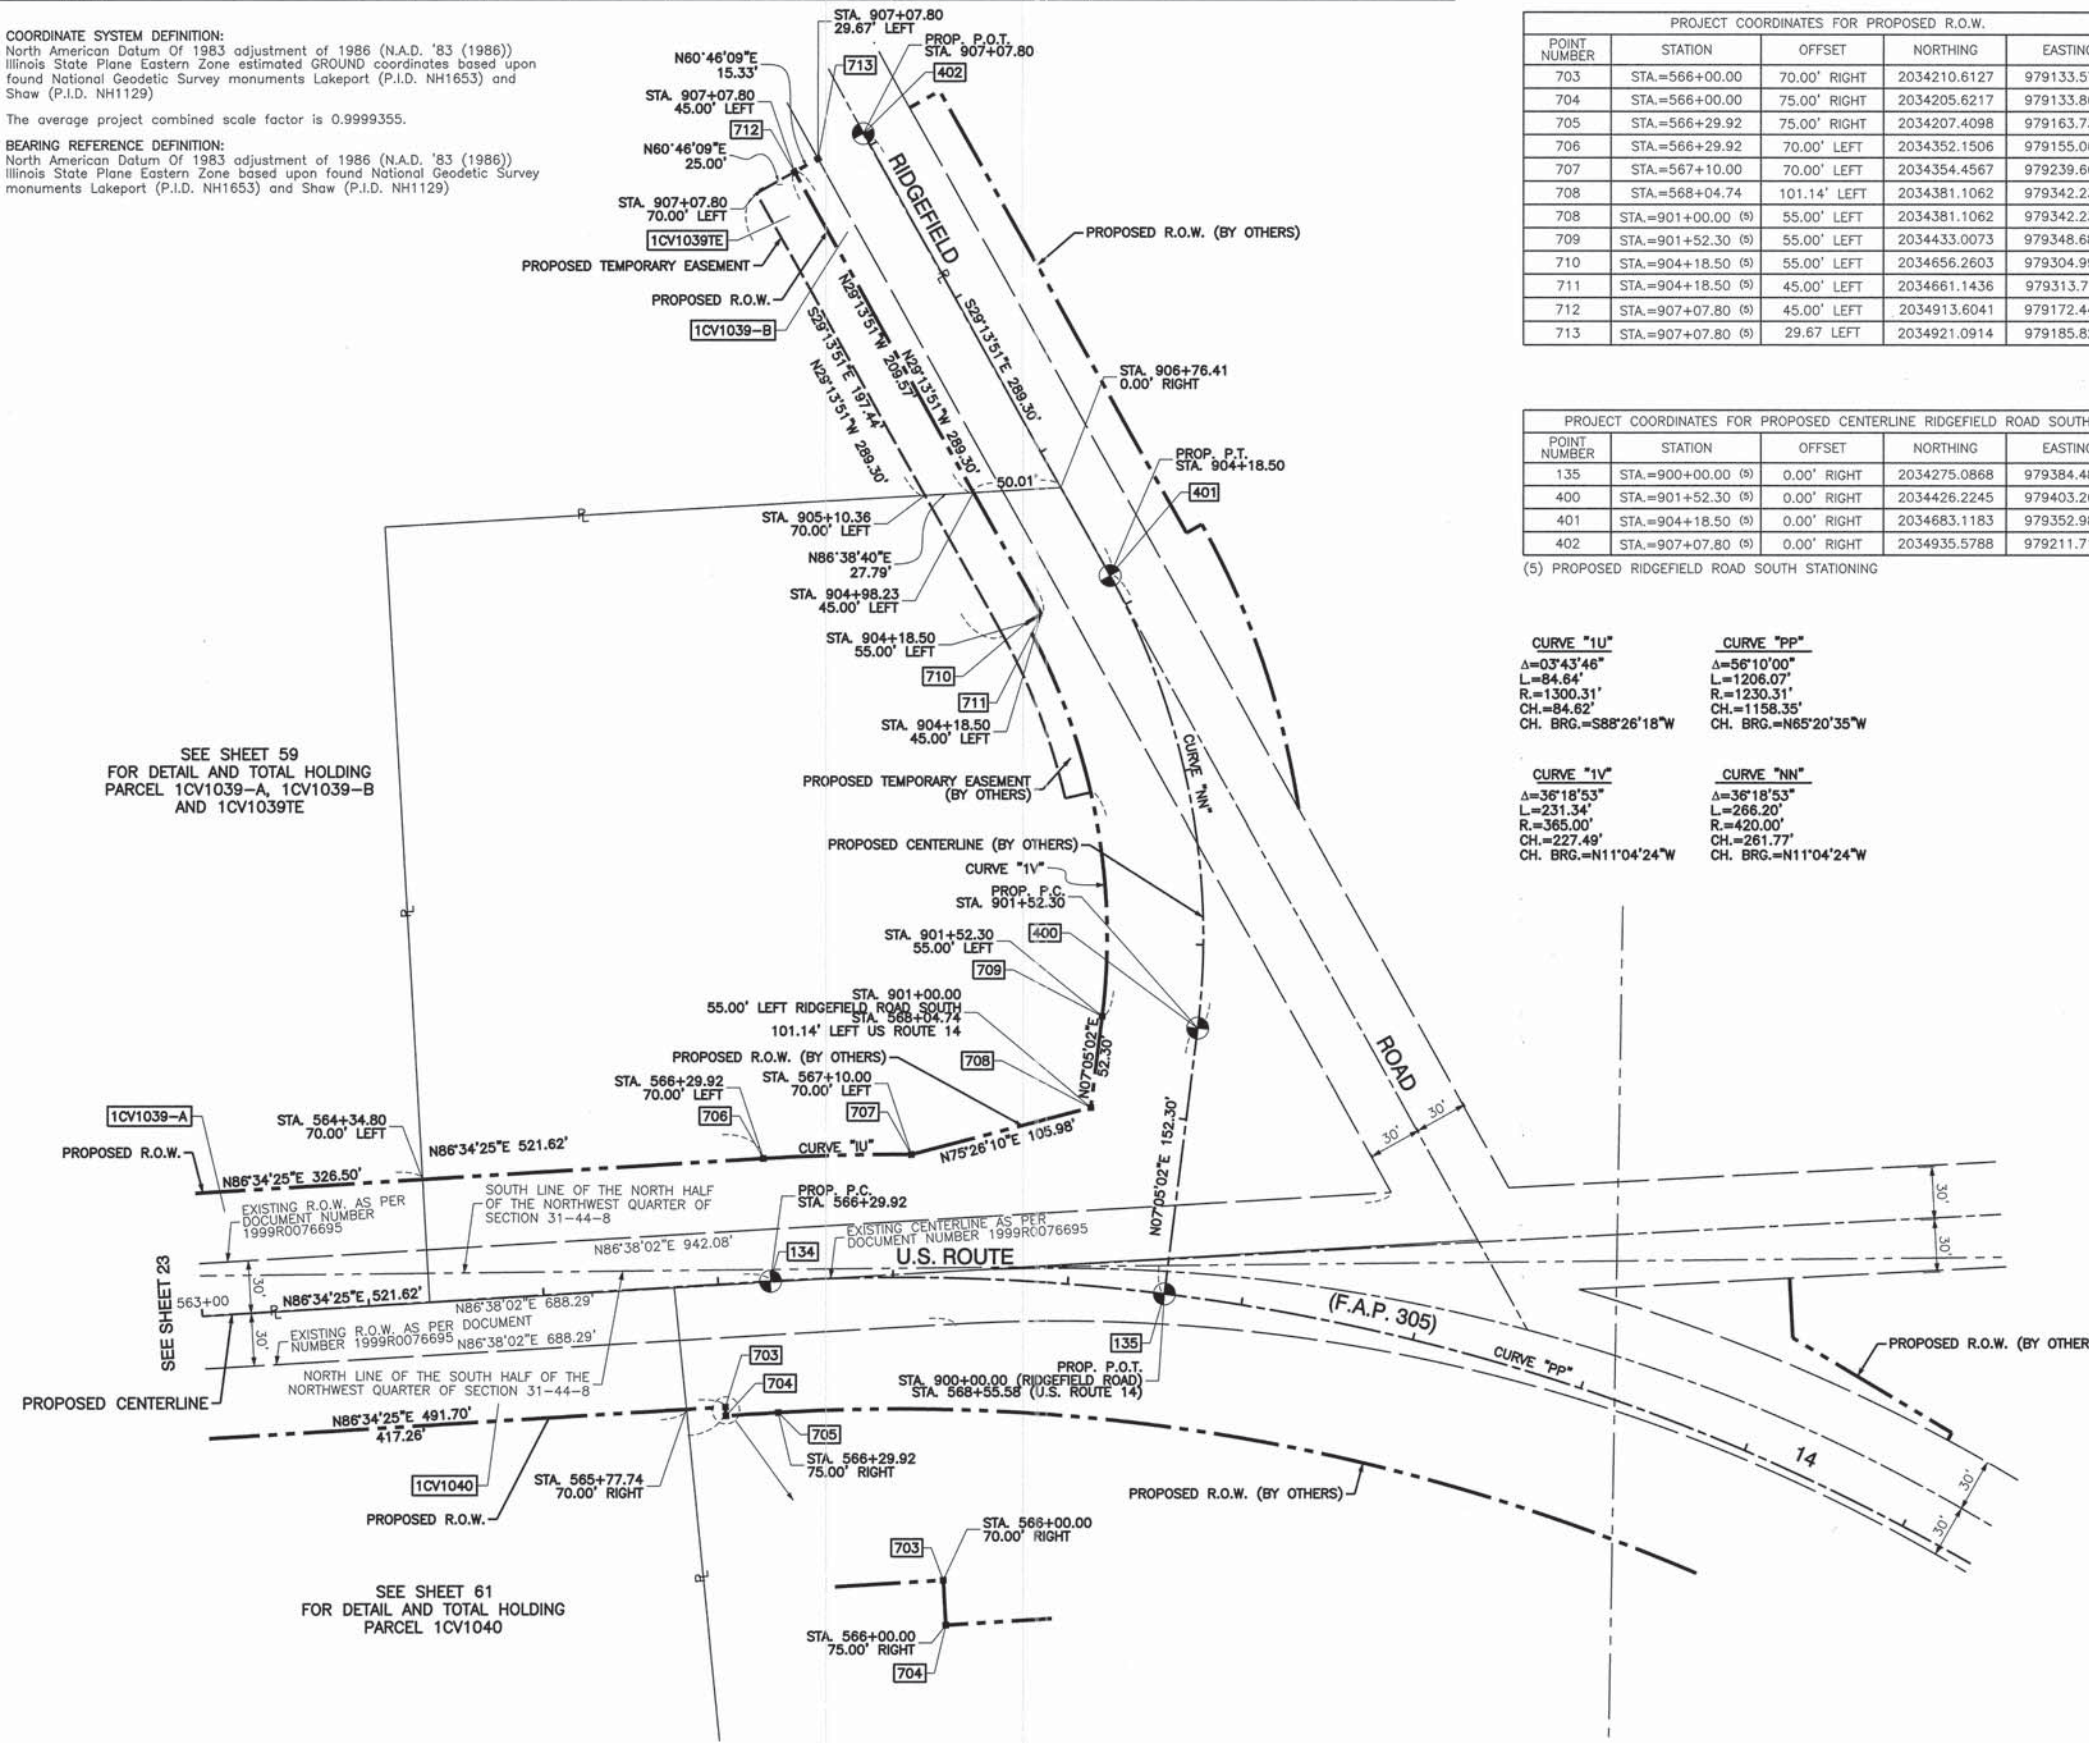 COORDINATE SYSTEM DEFINITION:
North American Datum Of 1983 adjustment of 1986 (N.A.D. '83 (1986))
Illinois State Plane Eastern Zone estimated GROUND coordinates based upon
found National Geodetic Survey monuments Lakeport (P.I.D. NH1653) and
Shaw (P.I.D. NH1129)
The average project combined scale factor is 0.9999355.
BEARING REFERENCE DEFINITION:
North American Datum Of 1983 adjustment of 1986 (N.A.D. '83 (1986))
Illinois State Plane Eastern Zone based upon found National Geodetic Survey
monuments Lakeport (P.I.D. NH1653) and Shaw (P.I.D. NH1129)
STA. 907+07.80
29.67' LEFT
PROP. P.O.T.
STA. 907+07.80
N60°46'09"E
15.33'
713
402
STA. 907+07.80
45.00' LEFT
712
N60°46'09"E
25.00'
STA. 907+07.80
70.00' LEFT
1CV1039TE
PROPOSED TEMPORARY EASEMENT
PROPOSED R.O.W.
1CV1039-B
RIDGEFIELD
PROPOSED R.O.W. (BY OTHERS)
N29°13'51"W 209.57'
S29°13'51"E 197.44'
N29°13'51"W 289.30'
N29°13'51"W 289.30'
S29°13'51"E 289.30'
STA. 906+76.41
0.00' RIGHT
PROP. P.T.
STA. 904+18.50
401
50.01'
STA. 905+10.36
70.00' LEFT
N86°38'40"E
27.79'
STA. 904+98.23
45.00' LEFT
STA. 904+18.50
55.00' LEFT
710
711
STA. 904+18.50
45.00' LEFT
SEE SHEET 59
FOR DETAIL AND TOTAL HOLDING
PARCEL 1CV1039-A, 1CV1039-B
AND 1CV1039TE
PROPOSED TEMPORARY EASEMENT
(BY OTHERS)
CURVE "NN"
PROPOSED CENTERLINE (BY OTHERS)
CURVE "1V"
PROP. P.C.
STA. 901+52.30
STA. 901+52.30
55.00' LEFT
400
709
STA. 901+00.00
55.00' LEFT RIDGEFIELD ROAD SOUTH
STA. 568+04.74
101.14' LEFT US ROUTE 14
708
N07°05'02"E
52.30'
PROPOSED R.O.W. (BY OTHERS)
STA. 566+29.92
70.00' LEFT
706
STA. 567+10.00
70.00' LEFT
707
CURVE "IU"
N75°26'10"E 105.98'
N07°05'02"E 152.30'
ROAD
30'
30'
1CV1039-A
PROPOSED R.O.W.
STA. 564+34.80
70.00' LEFT
N86°34'25"E 521.62'
N86°34'25"E 326.50'
EXISTING R.O.W. AS PER
DOCUMENT NUMBER
1999R0076695
SOUTH LINE OF THE NORTH HALF
OF THE NORTHWEST QUARTER OF
SECTION 31-44-8
PROP. P.C.
STA. 566+29.92
134
EXISTING CENTERLINE AS PER
DOCUMENT NUMBER 1999R0076695
N86°38'02"E 942.08'
U.S. ROUTE
30'
30'
SEE SHEET 23
563+00
30'
N86°34'25"E 521.62'
N86°38'02"E 688.29'
30'
EXISTING R.O.W. AS PER DOCUMENT
NUMBER 1999R0076695
N86°38'02"E 688.29'
NORTH LINE OF THE SOUTH HALF OF THE
NORTHWEST QUARTER OF SECTION 31-44-8
PROPOSED CENTERLINE
(F.A.P. 305)
135
PROP. P.O.T.
STA. 900+00.00 (RIDGEFIELD ROAD)
STA. 568+55.58 (U.S. ROUTE 14)
CURVE "PP"
PROPOSED R.O.W. (BY OTHER
703
704
N86°34'25"E 491.70'
417.26'
705
STA. 566+29.92
75.00' RIGHT
1CV1040
STA. 565+77.74
70.00' RIGHT
PROPOSED R.O.W.
PROPOSED R.O.W. (BY OTHERS)
14
30'
30'
STA. 566+00.00
70.00' RIGHT
703
SEE SHEET 61
FOR DETAIL AND TOTAL HOLDING
PARCEL 1CV1040
STA. 566+00.00
75.00' RIGHT
704
PROJECT COORDINATES FOR PROPOSED R.O.W.
POINT NUMBER STATION OFFSET NORTHING EASTING
703 STA.=566+00.00 70.00' RIGHT 2034210.6127
704 STA.=566+00.00 75.00' RIGHT 2034205.6217
705 STA.=566+29.92 75.00' RIGHT 2034207.4098
706 STA.=566+29.92 70.00' LEFT 2034352.1506
707 STA.=567+10.00 70.00' LEFT 2034354.4567
708 STA.=568+04.74 101.14' LEFT 2034381.1062
708 STA.=901+00.00 (5) 55.00' LEFT 2034381.1062
709 STA.=901+52.30 (5) 55.00' LEFT 2034433.0073
710 STA.=904+18.50 (5) 55.00' LEFT 2034656.2603
711 STA.=904+18.50 (5) 45.00' LEFT 2034661.1436
712 STA.=907+07.80 (5) 45.00' LEFT 2034913.6041
713 STA.=907+07.80 (5) 29.67 LEFT 2034921.0914
PROJECT COORDINATES FOR PROPOSED CENTERLINE RIDGEFIELD ROAD SOUTH
POINT NUMBER STATION OFFSET NORTHING EASTING
135 STA.=900+00.00 (5) 0.00' RIGHT 2034275.0868
400 STA.=901+52.30 (5) 0.00' RIGHT 2034426.2245
401 STA.=904+18.50 (5) 0.00' RIGHT 2034683.1183
402 STA.=907+07.80 (5) 0.00' RIGHT 2034935.5788
(5) PROPOSED RIDGEFIELD ROAD SOUTH STATIONING
CURVE "1U"
Δ=03°43'46"
L.=84.64'
R.=1300.31'
CH.=84.62'
CH. BRG.=S88°26'18"W
CURVE "PP"
Δ=56°10'00"
L.=1206.07'
R.=1230.31'
CH.=1158.35'
CH. BRG.=N65°20'35"W
CURVE "1V"
Δ=36°18'53"
L.=231.34'
R.=365.00'
CH.=227.49'
CH. BRG.=N11°04'24"W
CURVE "NN"
Δ=36°18'53"
L.=266.20'
R.=420.00'
CH.=261.77'
CH. BRG.=N11°04'24"W